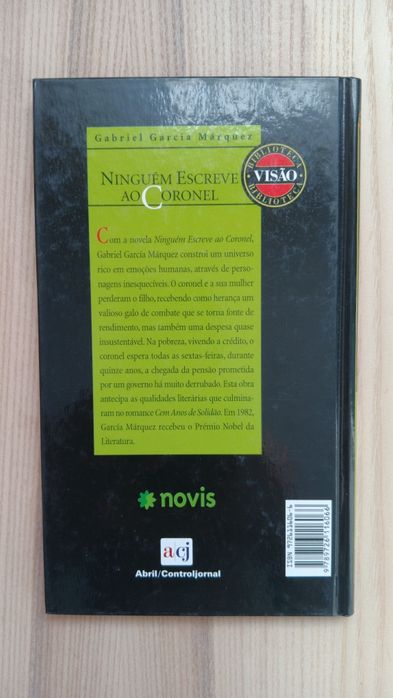 Gabriel García Márquez
NINGUÉM ESCREVE
AO CORONEL
BIBLIOTECA
VISÃO
BIBLIOTECA
Com a novela Ninguém Escreve ao Coronel,
Gabriel García Márquez constroi um universo
rico em emoções humanas, através de perso-
nagens inesquecíveis. O coronel e a sua mulher
perderam o filho, recebendo como herança um
valioso galo de combate que se torna fonte de
rendimento, mas também uma despesa quase
insustentável. Na pobreza, vivendo a crédito, o
coronel espera todas as sextas-feiras, durante
quinze anos, a chegada da pensão prometida
por um governo há muito derrubado. Esta obra
antecipa as qualidades literárias que culmina-
ram no romance Cem Anos de Solidão. Em 1982,
García Márquez recebeu o Prémio Nobel da
Literatura.
novis
acj
Abril/Controljornal
ISBN 972611606-6
9789726116066